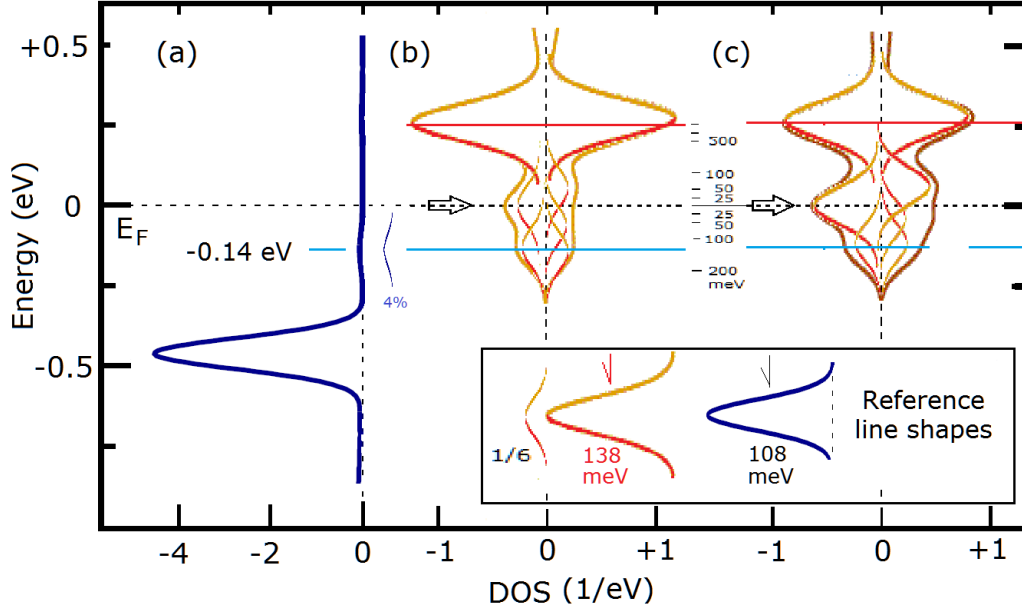 +0.5
(a)
(b)
(c)
500
100
50
25
0
E_F
25
50
-0.14 eV
100
4%
200
meV
Energy (eV)
-0.5
Reference
line shapes
1/6
138
meV
108
meV
-4
-2
0
-1
0
+1
-1
0
+1
DOS (1/eV)